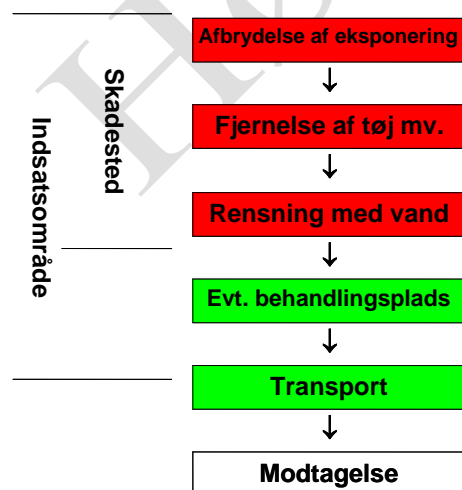 Afbrydelse af eksponering
Fjernelse af tøj mv.
Rensning med vand
Evt. behandlingsplads
Transport
Modtagelse
Skadested
Indsatsområde